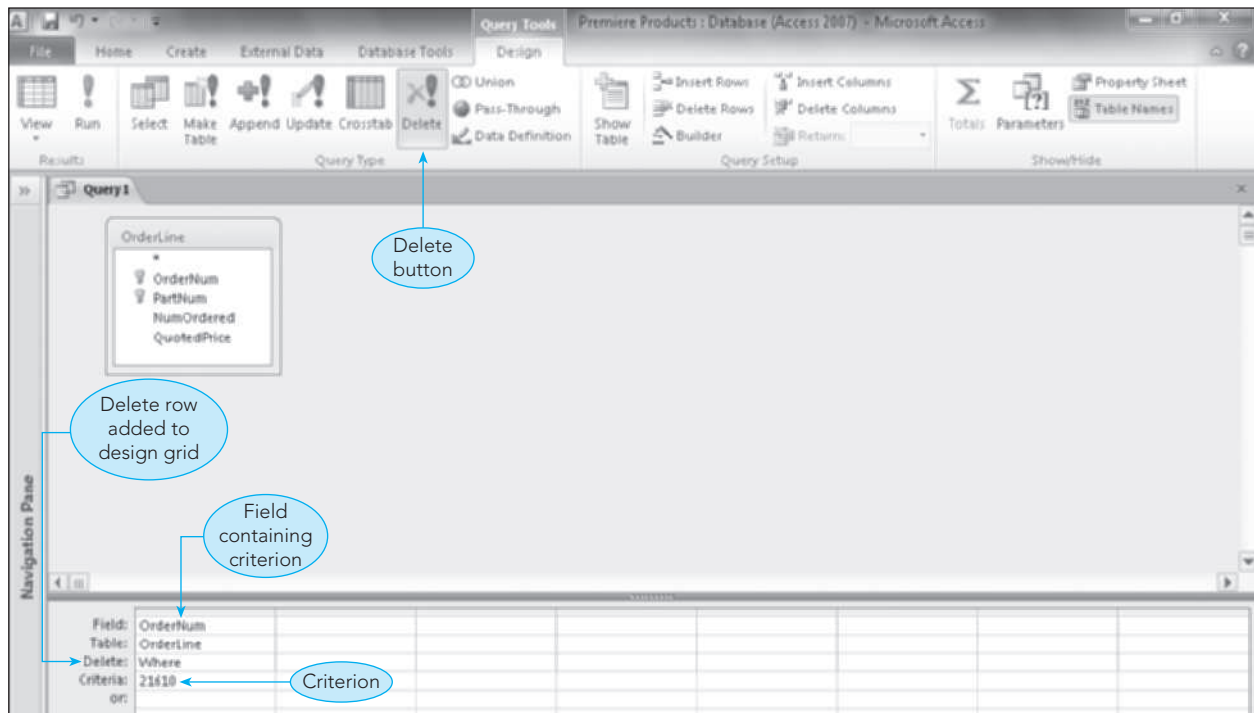 Query Tools
Premiere Products : Database (Access 2007) - Microsoft Access
File Home Create External Data Database Tools Design
View
Run
Select
Make Table
Append
Update
Crosstab
Delete
Union
Pass-Through
Data Definition
Show Table
Insert Rows
Delete Rows
Builder
Insert Columns
Delete Columns
Return:
Totals
Parameters
Property Sheet
Table Names
Results
Query Type
Query Setup
Show/Hide
Query1
OrderLine
*
OrderNum
PartNum
NumOrdered
QuotedPrice
Delete
button
Delete row
added to
design grid
Field
containing
criterion
Navigation Pane
Field: OrderNum
Table: OrderLine
Delete: Where
Criteria: 21610
or:
Criterion